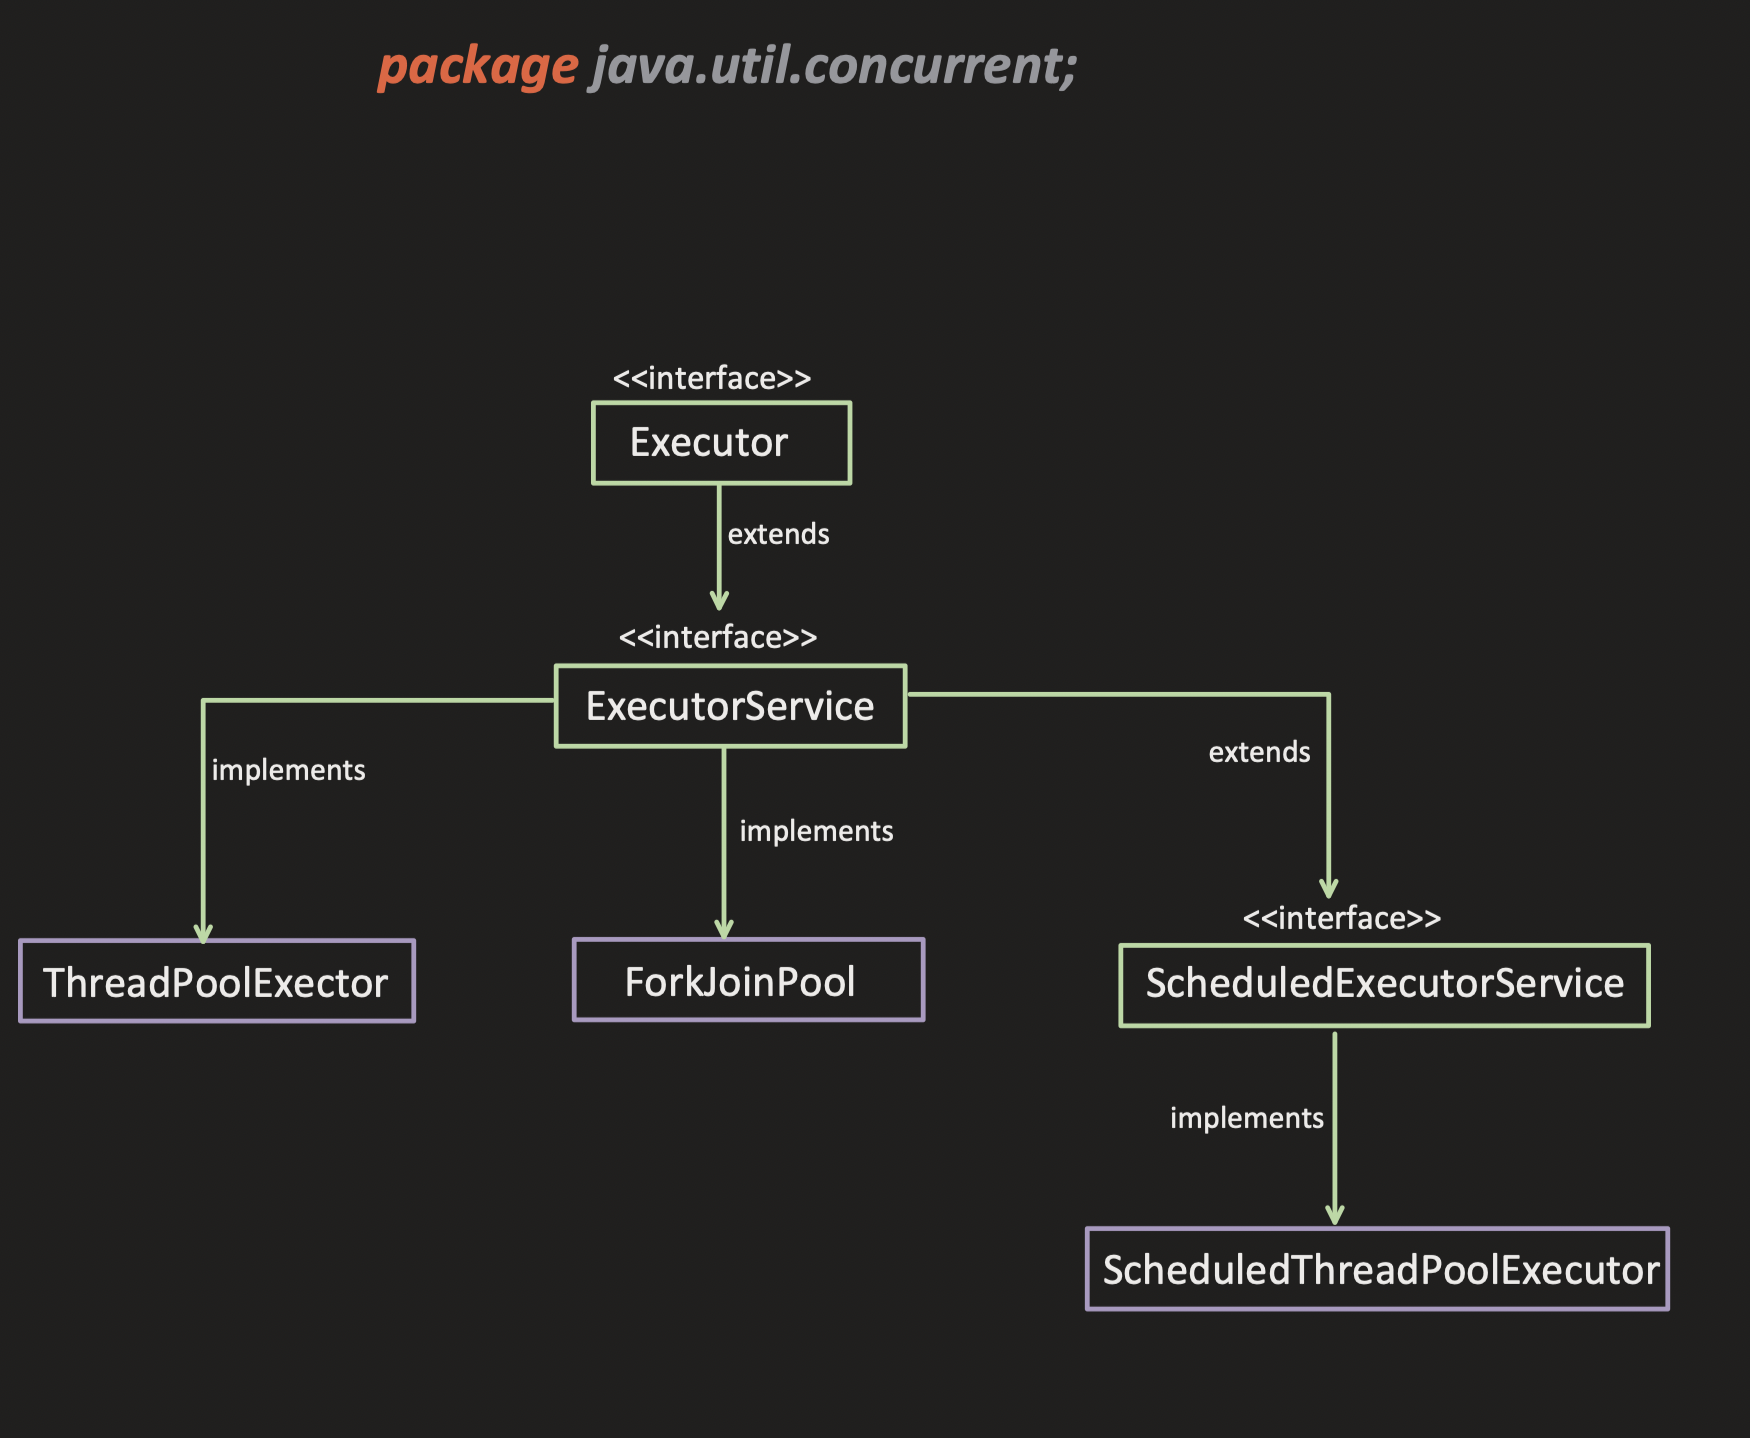 package java.util.concurrent;
<<interface>>
Executor
extends
<<interface>>
ExecutorService
implements
implements
extends
ThreadPoolExector
ForkJoinPool
<<interface>>
ScheduledExecutorService
implements
ScheduledThreadPoolExecutor